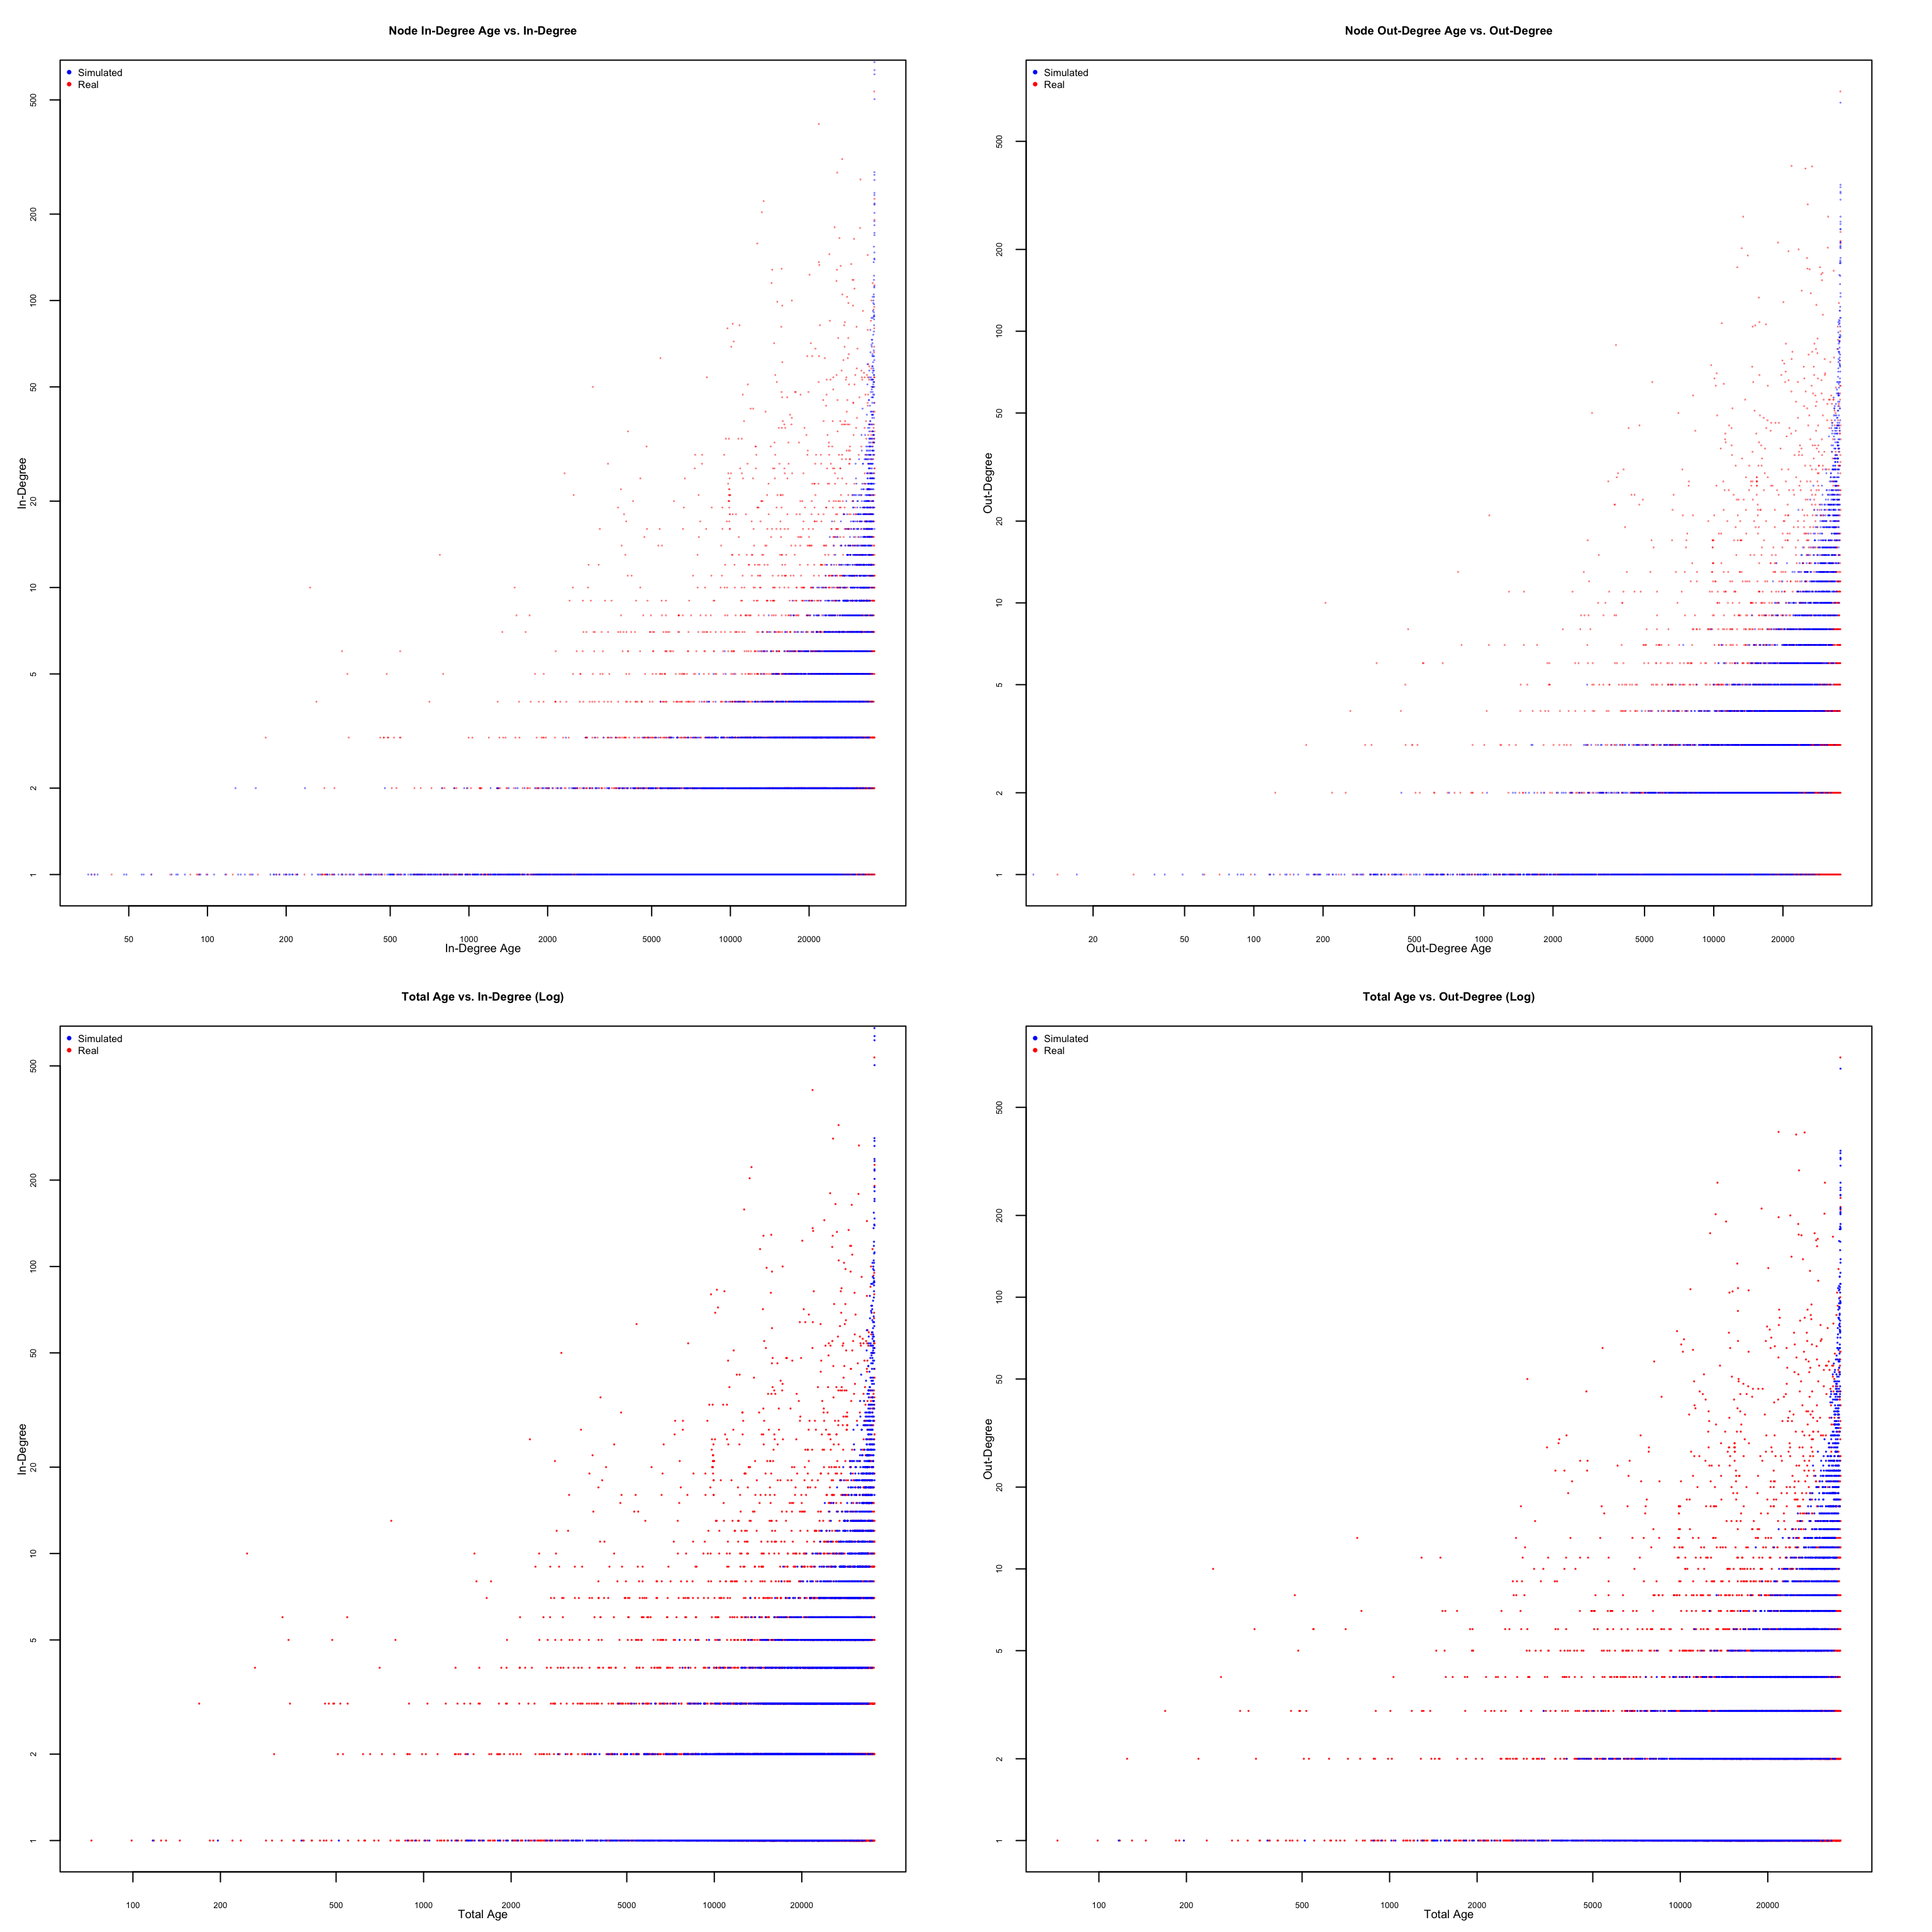 Node In-Degree Age vs. In-Degree
Simulated
Real
In-Degree
500
200
100
50
20
10
5
2
1
50 100 200 500 1000 2000 5000 10000 20000
In-Degree Age
Node Out-Degree Age vs. Out-Degree
Simulated
Real
Out-Degree
500
200
100
50
20
10
5
2
1
20 50 100 200 500 1000 2000 5000 10000 20000
Out-Degree Age
Total Age vs. In-Degree (Log)
Simulated
Real
In-Degree
500
200
100
50
20
10
5
2
1
100 200 500 1000 2000 5000 10000 20000
Total Age
Total Age vs. Out-Degree (Log)
Simulated
Real
Out-Degree
500
200
100
50
20
10
5
2
1
100 200 500 1000 2000 5000 10000 20000
Total Age